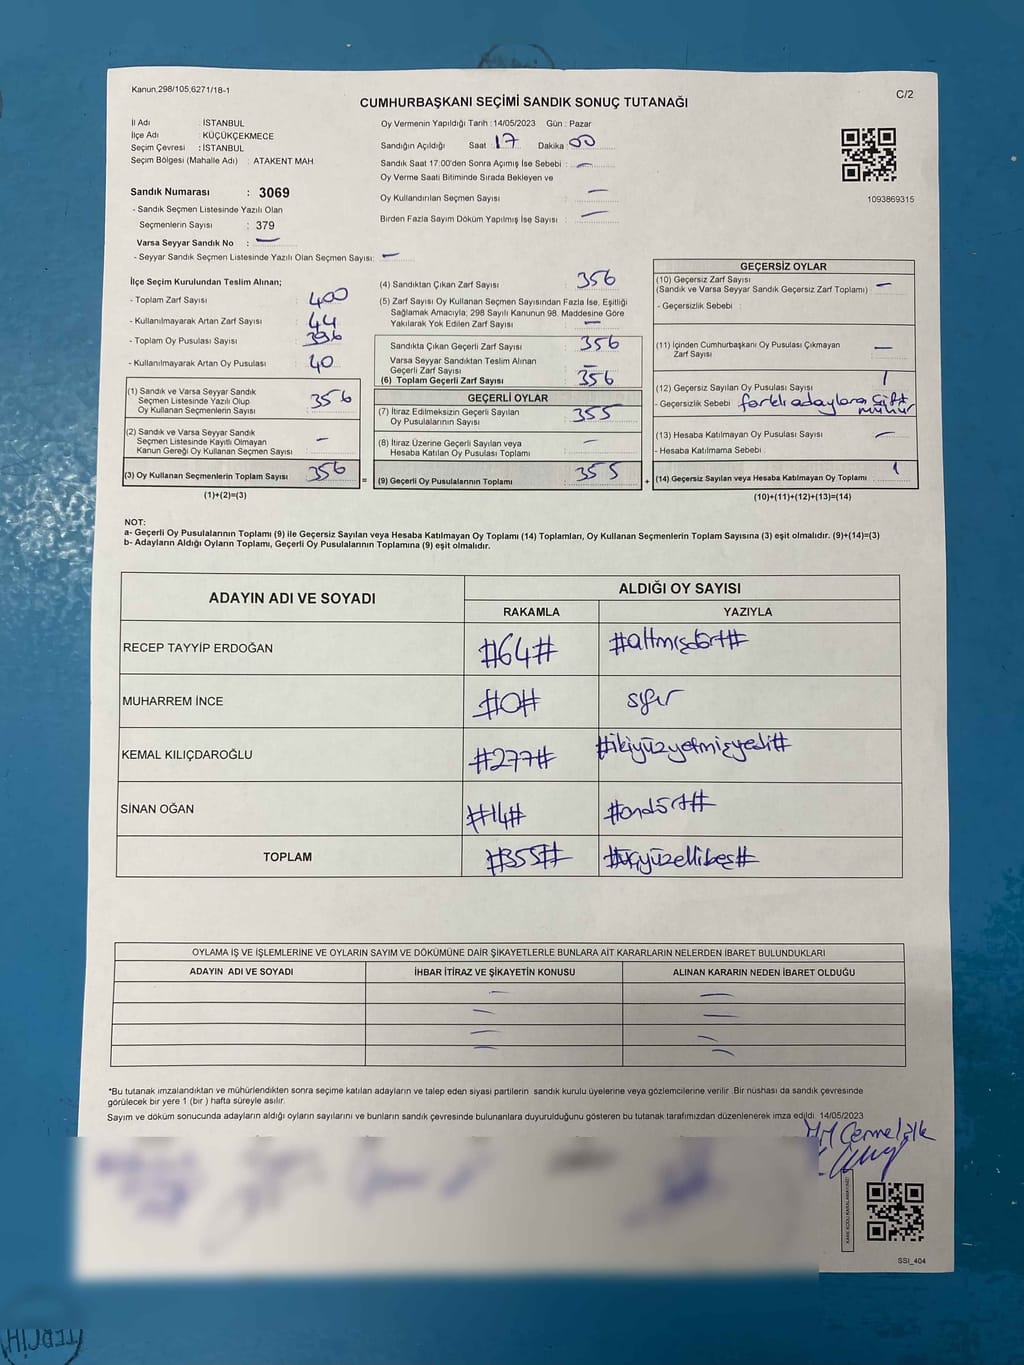 Kanun.298/105,6271/18-1
C/2
CUMHURBAŞKANI SEÇİMİ SANDIK SONUÇ TUTANAĞI
İl Adı : İSTANBUL
İlçe Adı : KÜÇÜKÇEKMECE
Seçim Çevresi : İSTANBUL
Seçim Bölgesi (Mahalle Adı) : ATAKENT MAH
Sandık Numarası : 3069
- Sandık Seçmen Listesinde Yazılı Olan
Seçmenlerin Sayısı : 379
Varsa Seyyar Sandık No : —
- Seyyar Sandık Seçmen Listesinde Yazılı Olan Seçmen Sayısı: —
Oy Vermenin Yapıldığı Tarih : 14/05/2023 Gün : Pazar
Sandığın Açıldığı Saat 17 Dakika 00
Sandık Saat 17:00'den Sonra Açımış İse Sebebi : —
Oy Verme Saati Bitiminde Sırada Bekleyen ve
Oy Kullandırılan Seçmen Sayısı : —
Birden Fazla Sayım Döküm Yapılmış İse Sayısı : —
1093869315
İlçe Seçim Kurulundan Teslim Alınan;
- Toplam Zarf Sayısı : 400
- Kullanılmayarak Artan Zarf Sayısı : 44
- Toplam Oy Pusulası Sayısı : 396
- Kullanılmayarak Artan Oy Pusulası : 40
(1) Sandık ve Varsa Seyyar Sandık
Seçmen Listesinde Yazılı Olup
Oy Kullanan Seçmenlerin Sayısı : 356
(2) Sandık ve Varsa Seyyar Sandık
Seçmen Listesinde Kayıtlı Olmayan
Kanun Gereği Oy Kullanan Seçmen Sayısı : —
(3) Oy Kullanan Seçmenlerin Toplam Sayısı : 356
(1)+(2)=(3)
=
(4) Sandıktan Çıkan Zarf Sayısı : 356
(5) Zarf Sayısı Oy Kullanan Seçmen Sayısından Fazla İse, Eşitliği
Sağlamak Amacıyla; 298 Sayılı Kanunun 98. Maddesine Göre
Yakılarak Yok Edilen Zarf Sayısı : —
Sandıkta Çıkan Geçerli Zarf Sayısı : 356
Varsa Seyyar Sandıktan Teslim Alınan
Geçerli Zarf Sayısı : —
(6) Toplam Geçerli Zarf Sayısı : 356
GEÇERLİ OYLAR
(7) İtiraz Edilmeksizin Geçerli Sayılan
Oy Pusulalarının Sayısı : 355
(8) İtiraz Üzerine Geçerli Sayılan veya
Hesaba Katılan Oy Pusulası Toplamı : —
(9) Geçerli Oy Pusulalarının Toplamı : 355
+
GEÇERSİZ OYLAR
(10) Geçersiz Zarf Sayısı
(Sandık ve Varsa Seyyar Sandık Geçersiz Zarf Toplamı) : —
- Geçersizlik Sebebi :
(11) İçinden Cumhurbaşkanı Oy Pusulası Çıkmayan
Zarf Sayısı : —
(12) Geçersiz Sayılan Oy Pusulası Sayısı : 1
- Geçersizlik Sebebi : farklı adaylara çift
mühür
(13) Hesaba Katılmayan Oy Pusulası Sayısı : —
- Hesaba Katılmama Sebebi :
(14) Geçersiz Sayılan veya Hesaba Katılmayan Oy Toplamı : 1
(10)+(11)+(12)+(13)=(14)
NOT:
a- Geçerli Oy Pusulalarının Toplamı (9) ile Geçersiz Sayılan veya Hesaba Katılmayan Oy Toplamı (14) Toplamları, Oy Kullanan Seçmenlerin Toplam Sayısına (3) eşit olmalıdır. (9)+(14)=(3)
b- Adayların Aldığı Oyların Toplamı, Geçerli Oy Pusulalarının Toplamına (9) eşit olmalıdır.
ADAYIN ADI VE SOYADI ALDIĞI OY SAYISI
RAKAMLA YAZIYLA
RECEP TAYYİP ERDOĞAN #64# #altmışdört#
MUHARREM İNCE #0# sıfır
KEMAL KILIÇDAROĞLU #277# #ikiyüzyetmişyedi#
SİNAN OĞAN #14# #ondört#
TOPLAM #355# #üçyüzellibeş#
OYLAMA İŞ VE İŞLEMLERİNE VE OYLARIN SAYIM VE DÖKÜMÜNE DAİR ŞİKAYETLERLE BUNLARA AİT KARARLARIN NELERDEN İBARET BULUNDUKLARI
ADAYIN ADI VE SOYADI İHBAR İTİRAZ VE ŞİKAYETİN KONUSU ALINAN KARARIN NEDEN İBARET OLDUĞU
— —
— —
— —
— —
*Bu tutanak imzalandıktan ve mühürlendikten sonra seçime katılan adayların ve talep eden siyasi partilerin sandık kurulu üyelerine veya gözlemcilerine verilir .Bir nüshası da sandık çevresinde
görülecek bir yere 1 (bir ) hafta süreyle asılır.
Sayım ve döküm sonucunda adayların aldığı oyların sayılarını ve bunların sandık çevresinde bulunanlara duyurulduğunu gösteren bu tutanak tarafımızdan düzenlenerek imza edildi. 14/05/2023
SSI_404
TERCİH